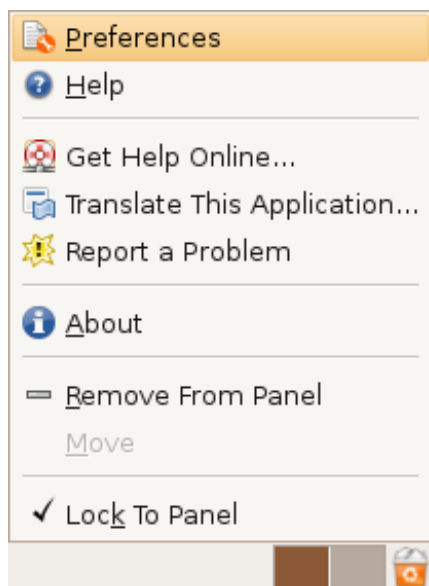 Preferences
Help
Get Help Online...
Translate This Application...
Report a Problem
About
Remove From Panel
Move
Lock To Panel